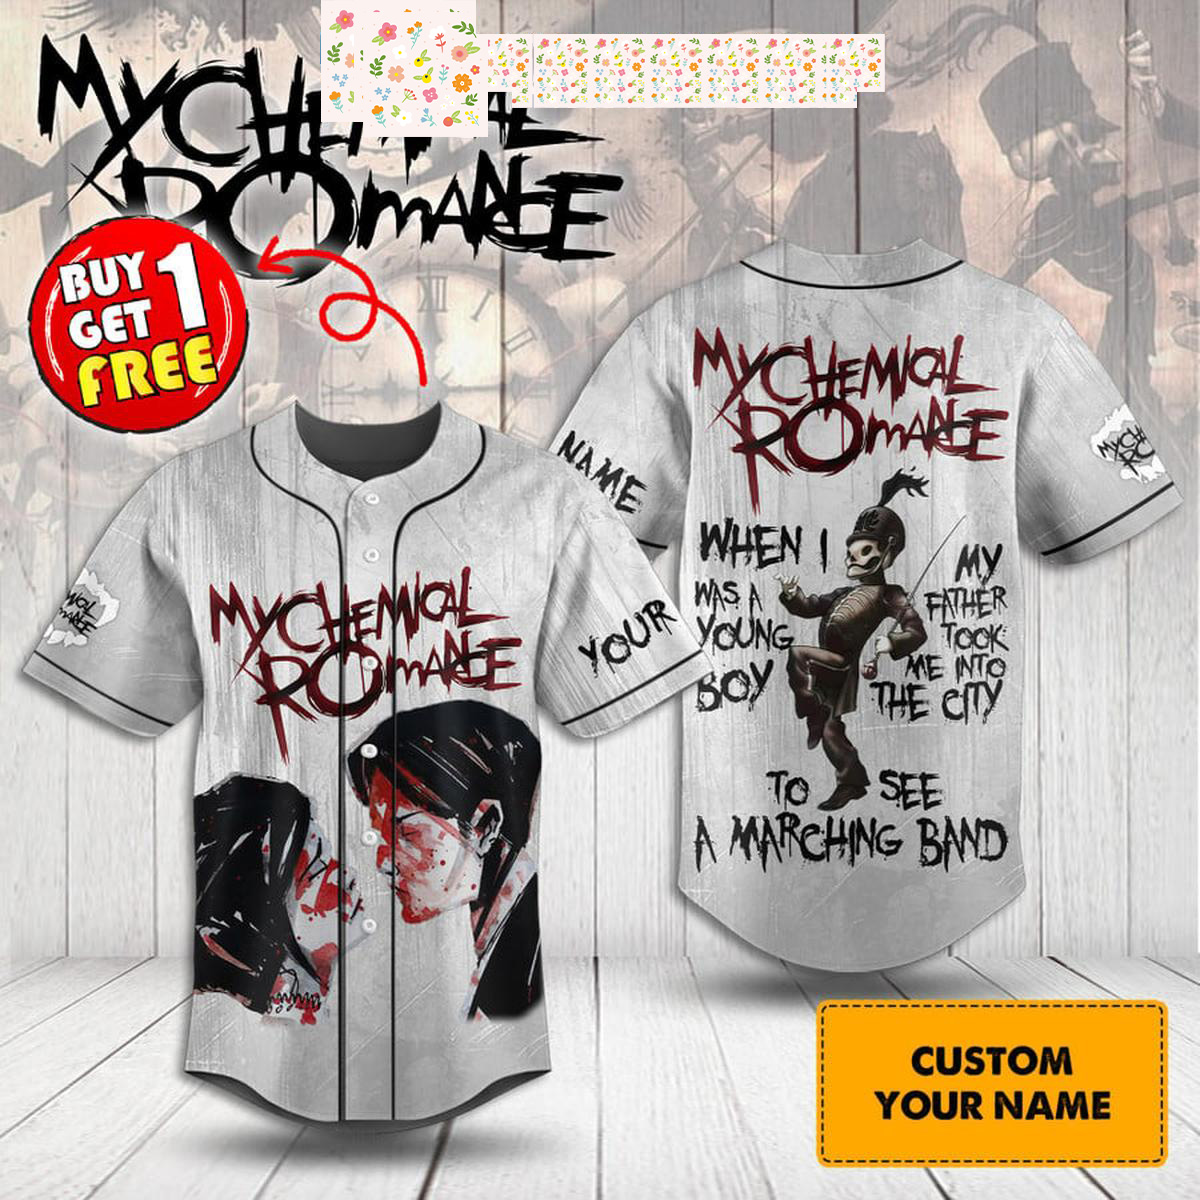 MY CHEMICAL
ROMANCE
BUY 1
GET
FREE
MY CHEMICAL
ROMANCE
YOUR
NAME
MY CHEMICAL
ROMANCE
WHEN I
WAS A
YOUNG
BOY
MY
FATHER
TOOK
ME INTO
THE CITY
TO SEE
A MARCHING BAND
CUSTOM
YOUR NAME